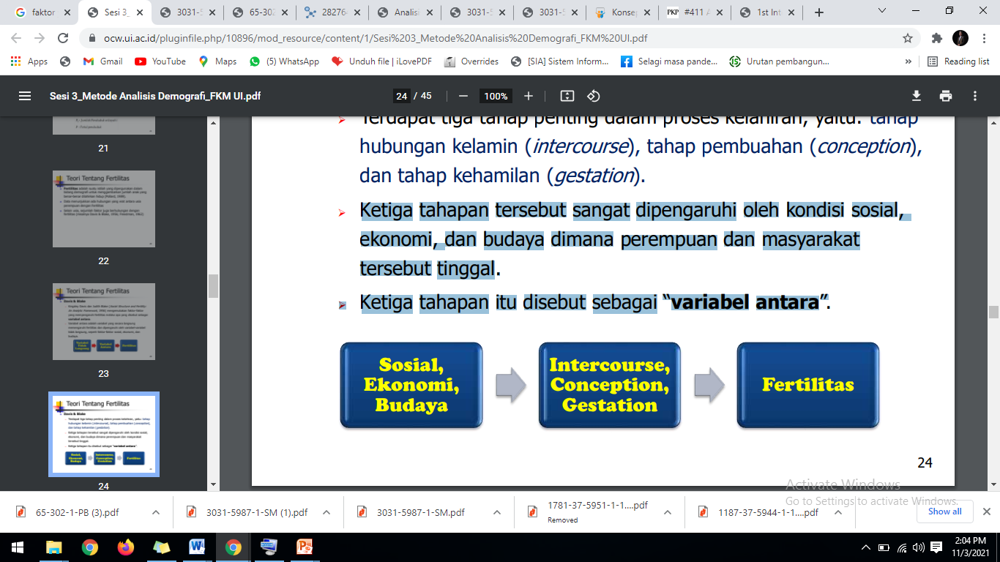 faktor
Sesi 3_
3031-5
65-302
28276
Analisi
3031-5
3031-5
Konse
PKP
#411 A
1st Int
ocw.ui.ac.id/pluginfile.php/10896/mod_resource/content/1/Sesi%203_Metode%20Analisis%20Demografi_FKM%20UI.pdf
Apps
Gmail
YouTube
Maps
(5) WhatsApp
Unduh file | iLovePDF
Overrides
[SIA] Sistem Inform...
Selagi masa pande...
Urutan pembangun...
»
Reading list
Sesi 3_Metode Analisis Demografi_FKM UI.pdf
24 / 45
100%
21
Teori Tentang Fertilitas
22
Teori Tentang Fertilitas
Davis & Blake
23
Teori Tentang Fertilitas
Davis & Blake
24
Terdapat tiga tahap penting dalam proses kelahiran, yaitu: tahap
hubungan kelamin (intercourse), tahap pembuahan (conception),
dan tahap kehamilan (gestation).
Ketiga tahapan tersebut sangat dipengaruhi oleh kondisi sosial,
ekonomi, dan budaya dimana perempuan dan masyarakat
tersebut tinggal.
Ketiga tahapan itu disebut sebagai “variabel antara”.
Sosial,
Ekonomi,
Budaya
Intercourse,
Conception,
Gestation
Fertilitas
24
Activate Windows
Go to Settings to activate Windows.
65-302-1-PB (3).pdf
3031-5987-1-SM (1).pdf
3031-5987-1-SM.pdf
1781-37-5951-1-1....pdf
Removed
1187-37-5944-1-1....pdf
Show all
2:04 PM
11/3/2021